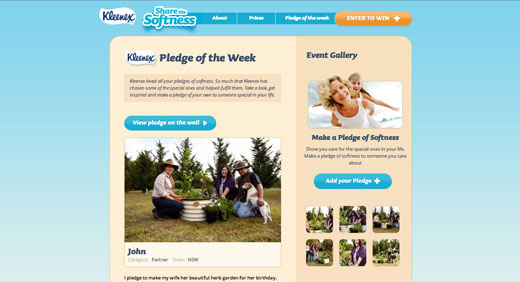 Kleenex
Share the
Softness
About
Prizes
Pledge of the week
ENTER TO WIN
Kleenex
Pledge of the Week
Kleenex loved all your pledges of softness. So much that Kleenex has
chosen some of the special ones and helped fulfill them. Take a look, get
inspired and make a pledge of your own to someone special in your life.
View pledge on the wall
John
Category: Partner State: NSW
I pledge to make my wife her beautiful herb garden for her birthday.
Event Gallery
Make a Pledge of Softness
Show you care for the special ones in your life.
Make a pledge of softness to someone you care
about
Add your Pledge